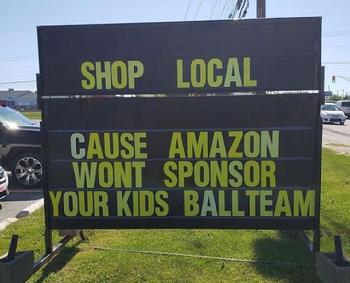 SHOP LOCAL
CAUSE AMAZON
WONT SPONSOR
YOUR KIDS BALLTEAM